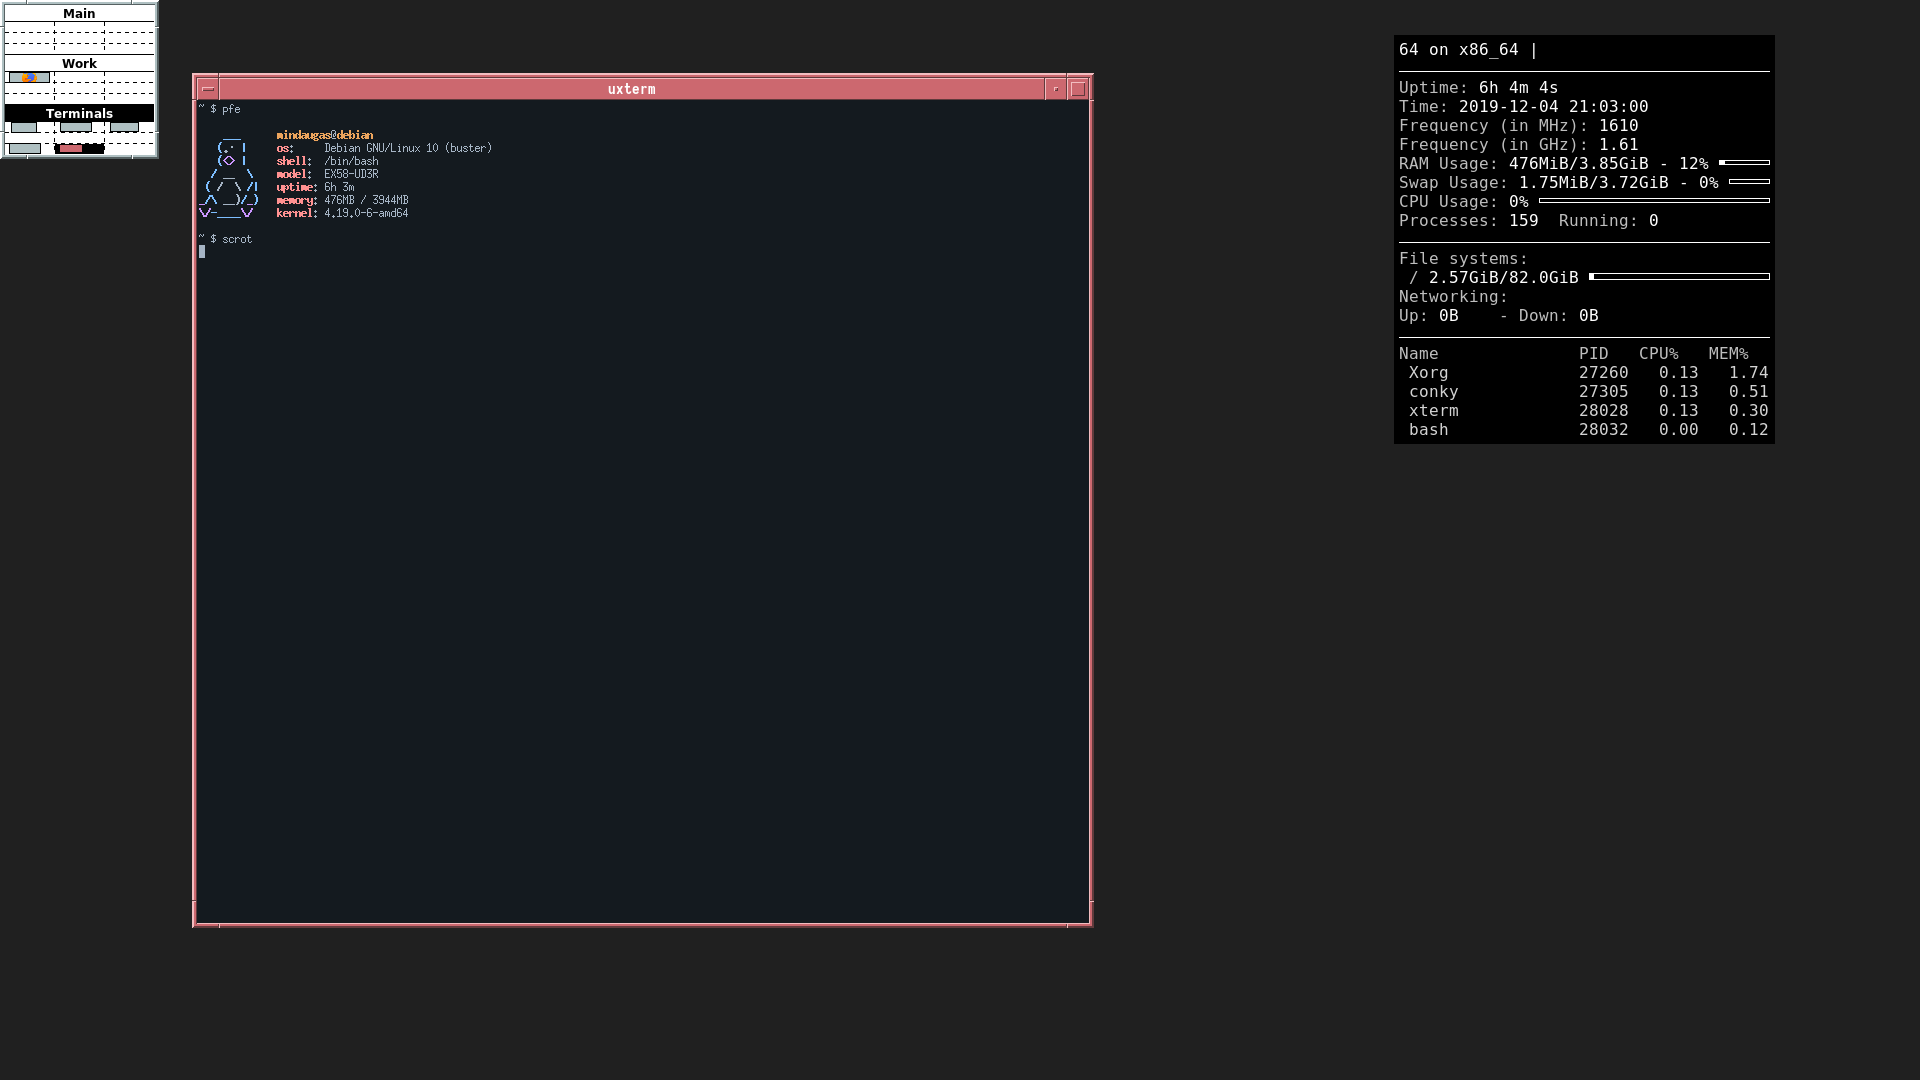 Main
Work
Terminals
uxterm
~ $ pfe
mindaugas@debian
os: Debian GNU/Linux 10 (buster)
shell: /bin/bash
model: EX58-UD3R
uptime: 6h 3m
memory: 476MB / 3944MB
kernel: 4.19.0-6-amd64
~ $ scrot
64 on x86_64 |
Uptime: 6h 4m 4s
Time: 2019-12-04 21:03:00
Frequency (in MHz): 1610
Frequency (in GHz): 1.61
RAM Usage: 476MiB/3.85GiB - 12%
Swap Usage: 1.75MiB/3.72GiB - 0%
CPU Usage: 0%
Processes: 159 Running: 0
File systems:
/ 2.57GiB/82.0GiB
Networking:
Up: 0B - Down: 0B
Name PID CPU% MEM%
Xorg 27260 0.13 1.74
conky 27305 0.13 0.51
xterm 28028 0.13 0.30
bash 28032 0.00 0.12